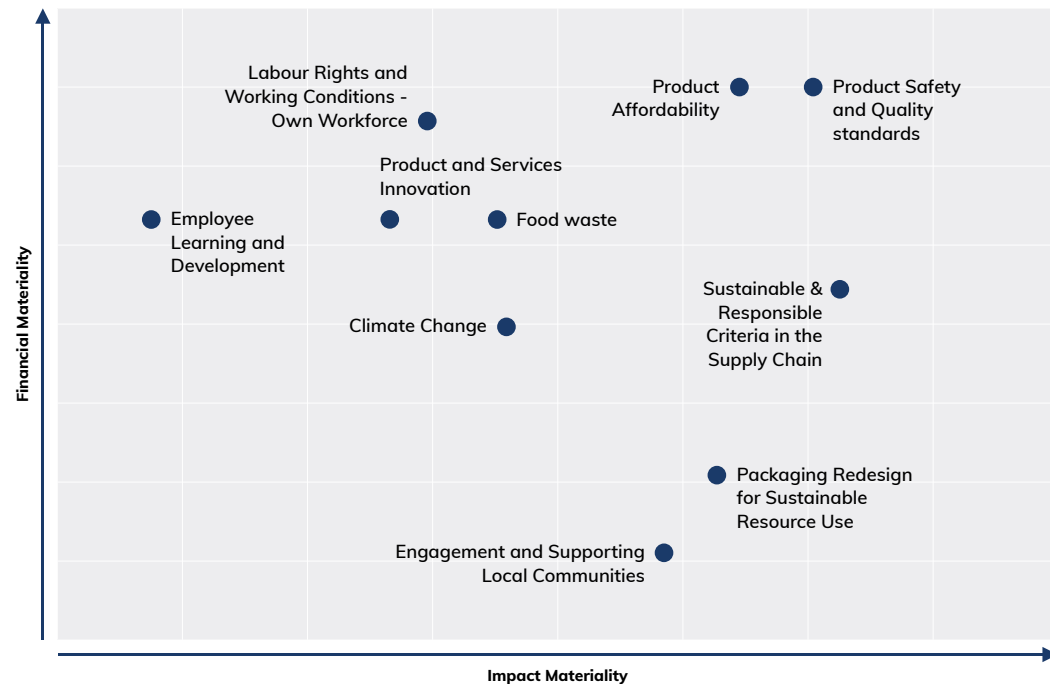 Labour Rights and
Working Conditions -
Own Workforce
Product
Affordability
Product Safety
and Quality
standards
Product and Services
Innovation
Employee
Learning and
Development
Food waste
Sustainable &
Responsible
Criteria in the
Supply Chain
Climate Change
Packaging Redesign
for Sustainable
Resource Use
Engagement and Supporting
Local Communities
Financial Materiality
Impact Materiality